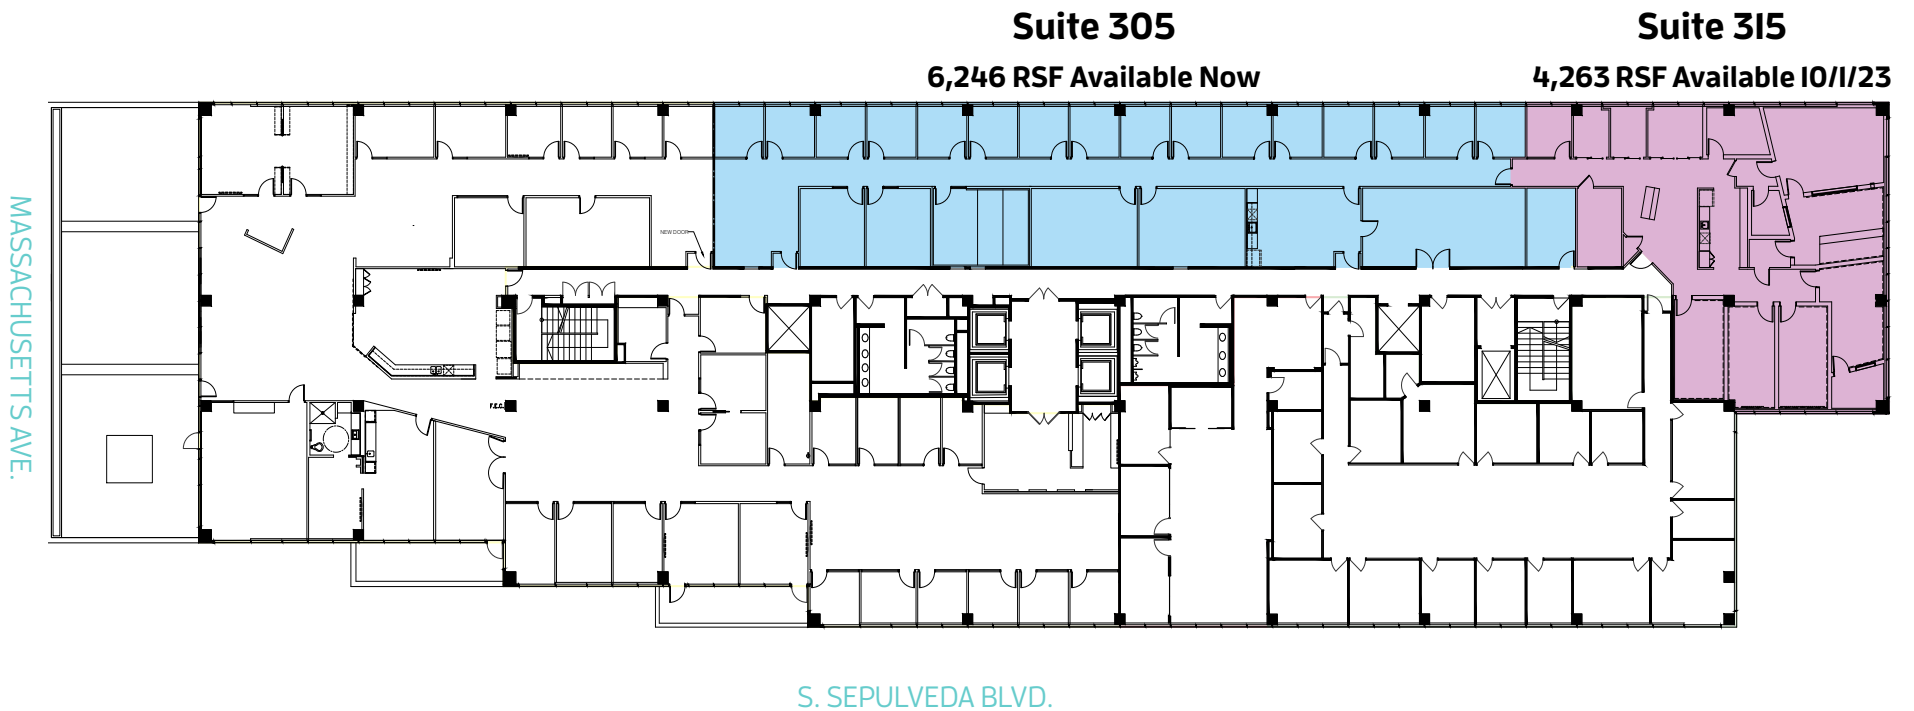 Suite 305
6,246 RSF Available Now
Suite 315
4,263 RSF Available 10/1/23
MASSACHUSETTS AVE.
NEW DOOR
F.E.C.
S. SEPULVEDA BLVD.